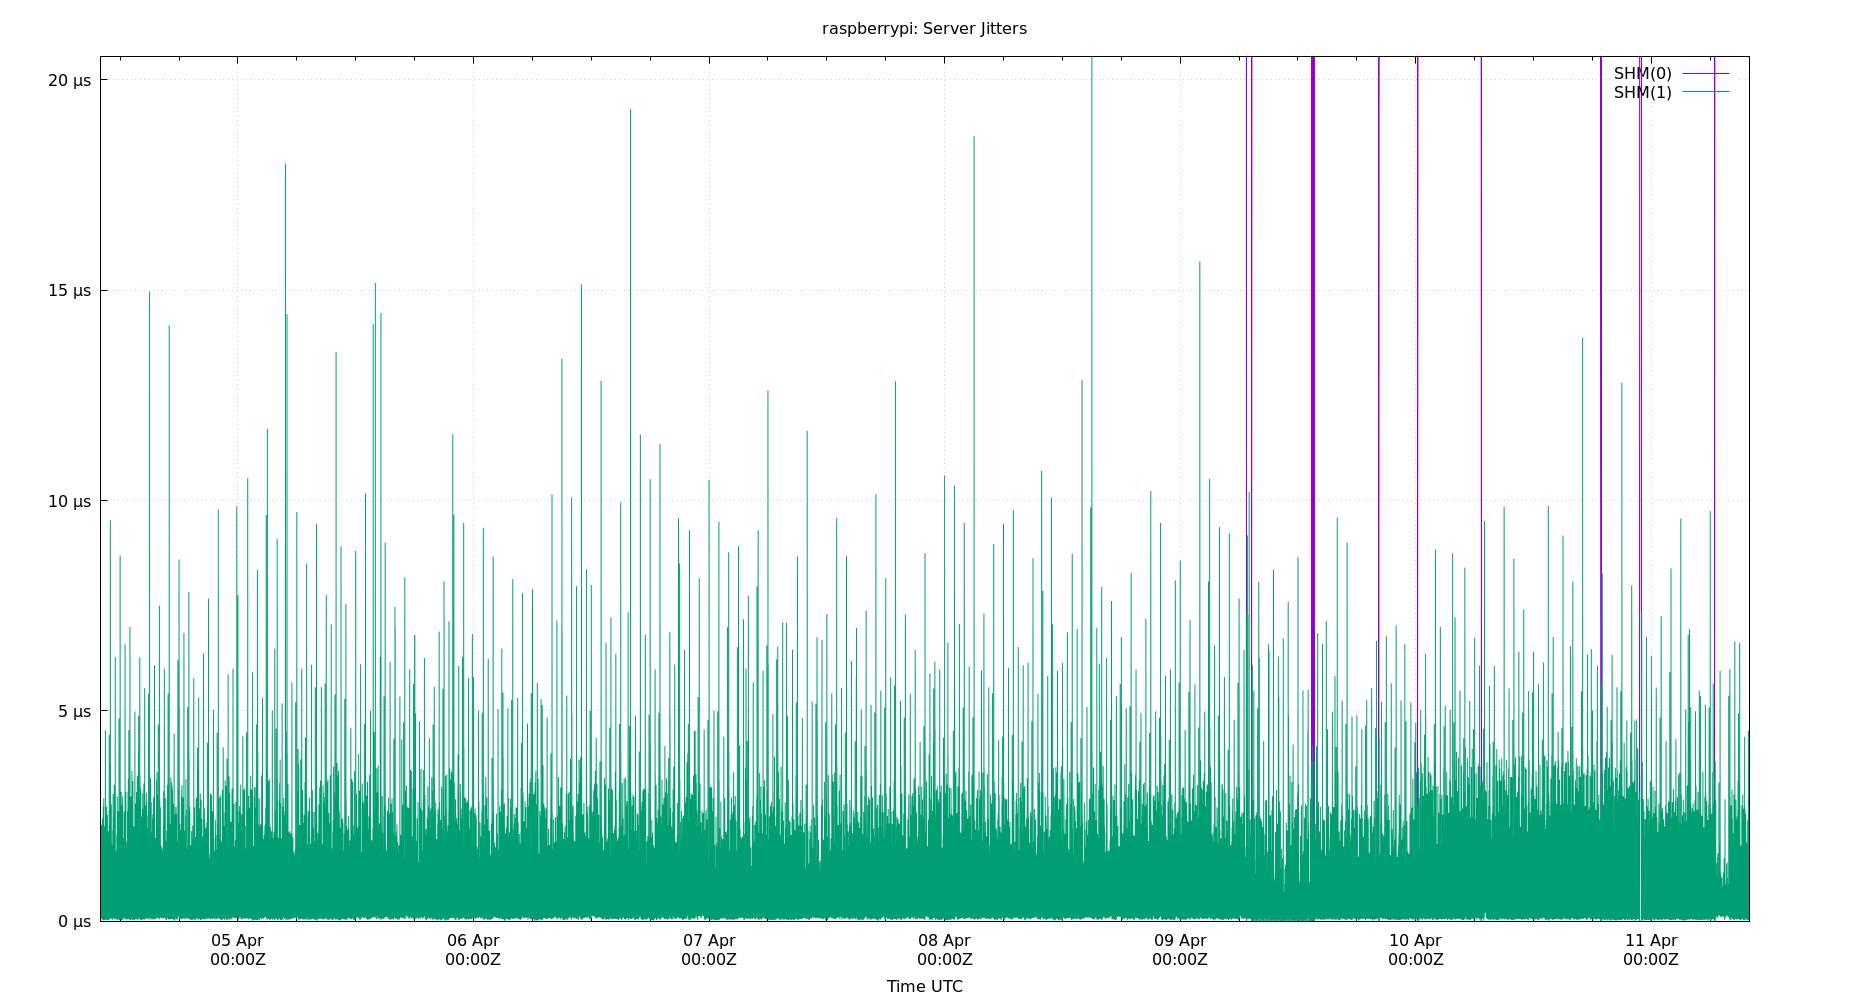 raspberrypi: Server Jitters
20 µs
15 µs
10 µs
5 µs
0 µs
SHM(0)
SHM(1)
05 Apr
00:00Z
06 Apr
00:00Z
07 Apr
00:00Z
08 Apr
00:00Z
09 Apr
00:00Z
10 Apr
00:00Z
11 Apr
00:00Z
Time UTC